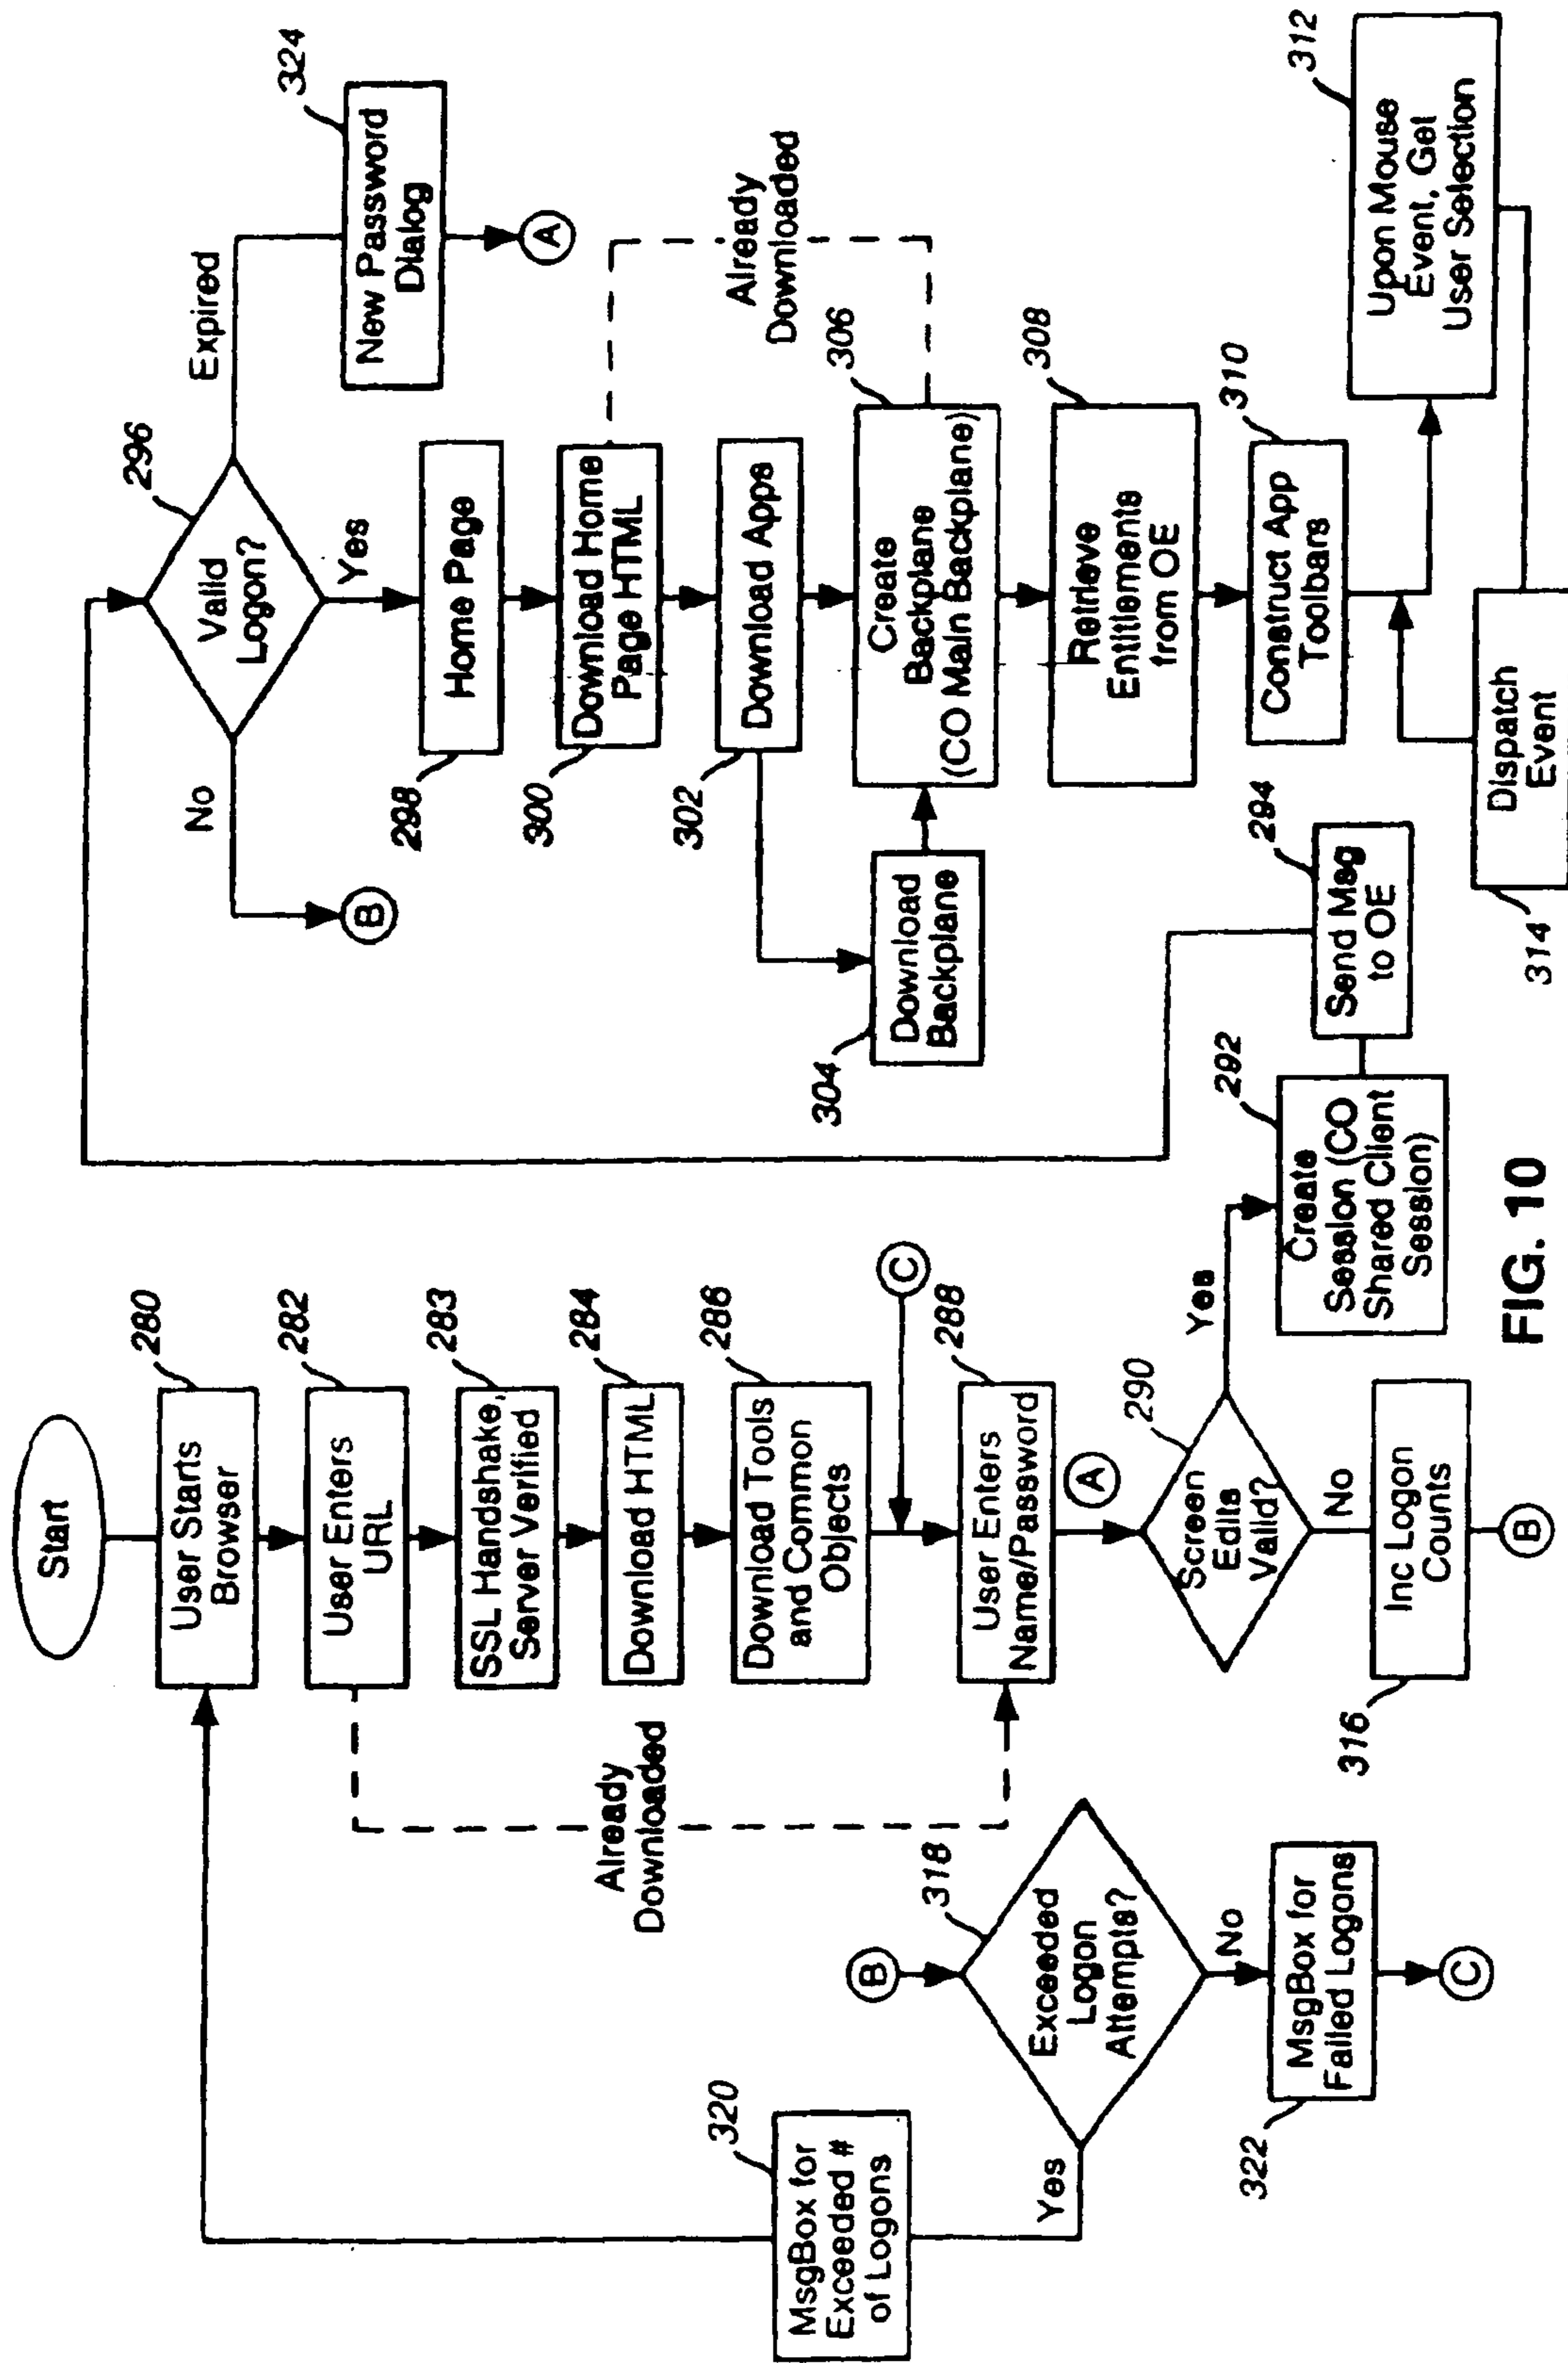 Start
280
User Starts
Browser
282
User Enters
URL
283
SSL Handshake,
Server Verified
284
Download HTML
286
Download Tools
and Common
Objects
C
288
User Enters
Name/Password
Already
Downloaded
A
290
Screen
Edits
Valid?
Yes
No
316
Inc Logon
Counts
B
292
Create
Session (CO
Shared Client
Session)
294
Send Msg
to OE
B
318
Exceeded
Logon
Attempts?
Yes
No
320
MsgBox for
Exceeded #
of Logons
322
MsgBox for
Failed Logons
C
296
Valid
Logon?
No
Yes
Expired
B
324
New Password
Dialog
A
298
Home Page
300
Download Home
Page HTML
Already
Downloaded
302
Download Apps
304
Download
Backplane
306
Create
Backplane
(CO Main Backplane)
308
Retrieve
Entitlements
from OE
310
Construct App
Toolbars
312
Upon Mouse
Event, Get
User Selection
314
Dispatch
Event
FIG. 10